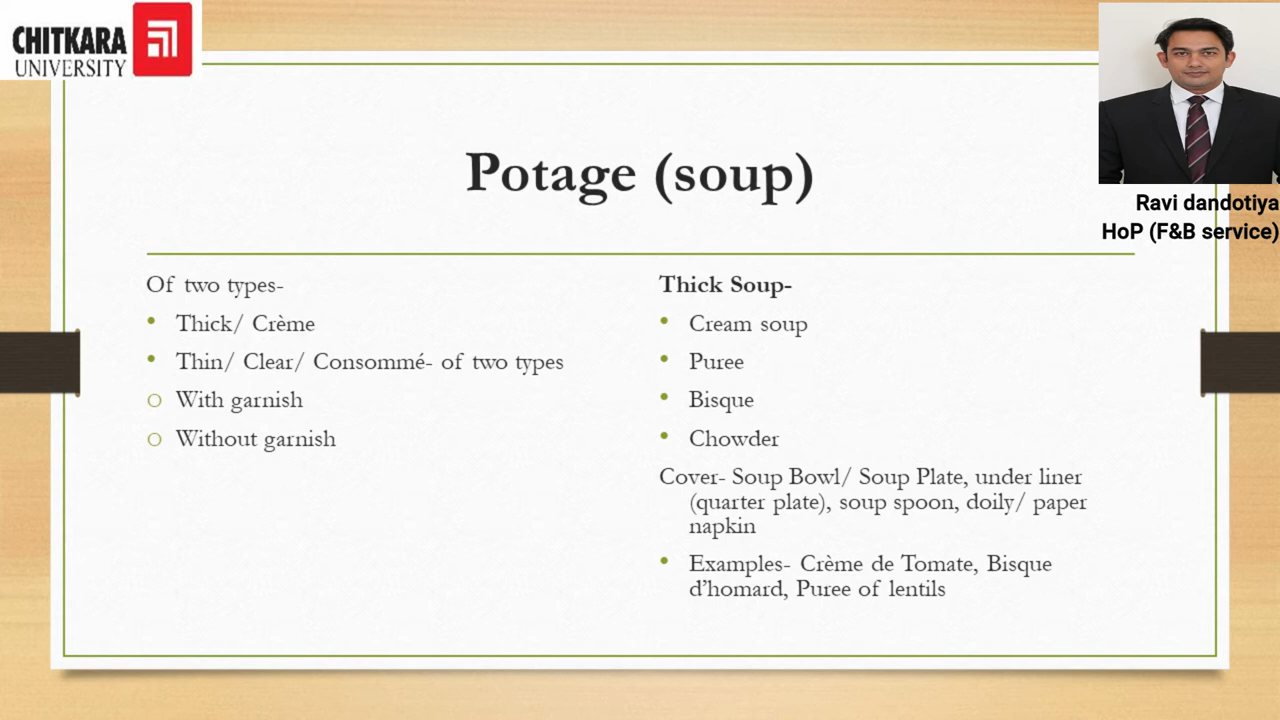 CHITKARA
UNIVERSITY
Ravi dandotiya
HoP (F&B service)
Potage (soup)
Of two types-
• Thick/ Crème
• Thin/ Clear/ Consommé- of two types
o With garnish
o Without garnish
Thick Soup-
• Cream soup
• Puree
• Bisque
• Chowder
Cover- Soup Bowl/ Soup Plate, under liner
(quarter plate), soup spoon, doily/ paper
napkin
• Examples- Crème de Tomate, Bisque
d’homard, Puree of lentils